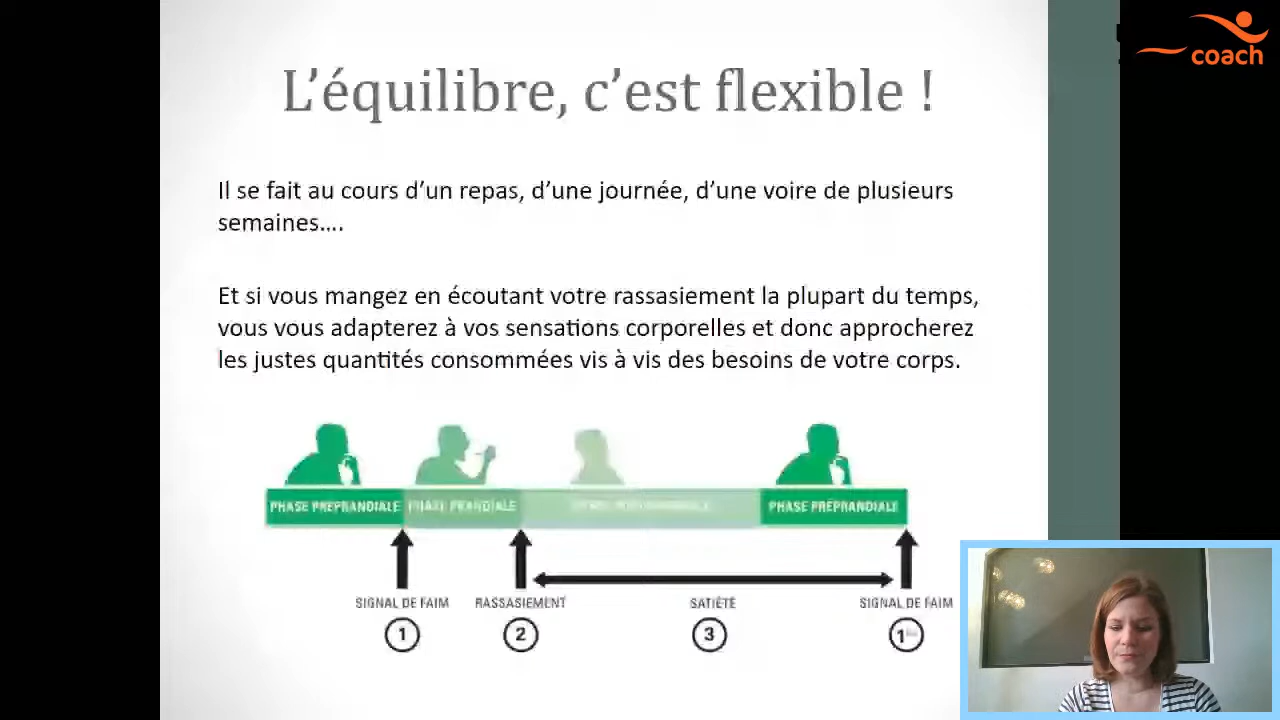 coach
L'équilibre, c'est flexible !
Il se fait au cours d'un repas, d'une journée, d'une voire de plusieurs
semaines....
Et si vous mangez en écoutant votre rassasiement la plupart du temps,
vous vous adapterez à vos sensations corporelles et donc approcherez
les justes quantités consommées vis à vis des besoins de votre corps.
PHASE PRÉPRANDIALE PHASE PRANDIALE PHASE PRÉPRANDIALE
SIGNAL DE FAIM RASSASIEMENT SATIÉTÉ SIGNAL DE FAIM
1 2 3 1